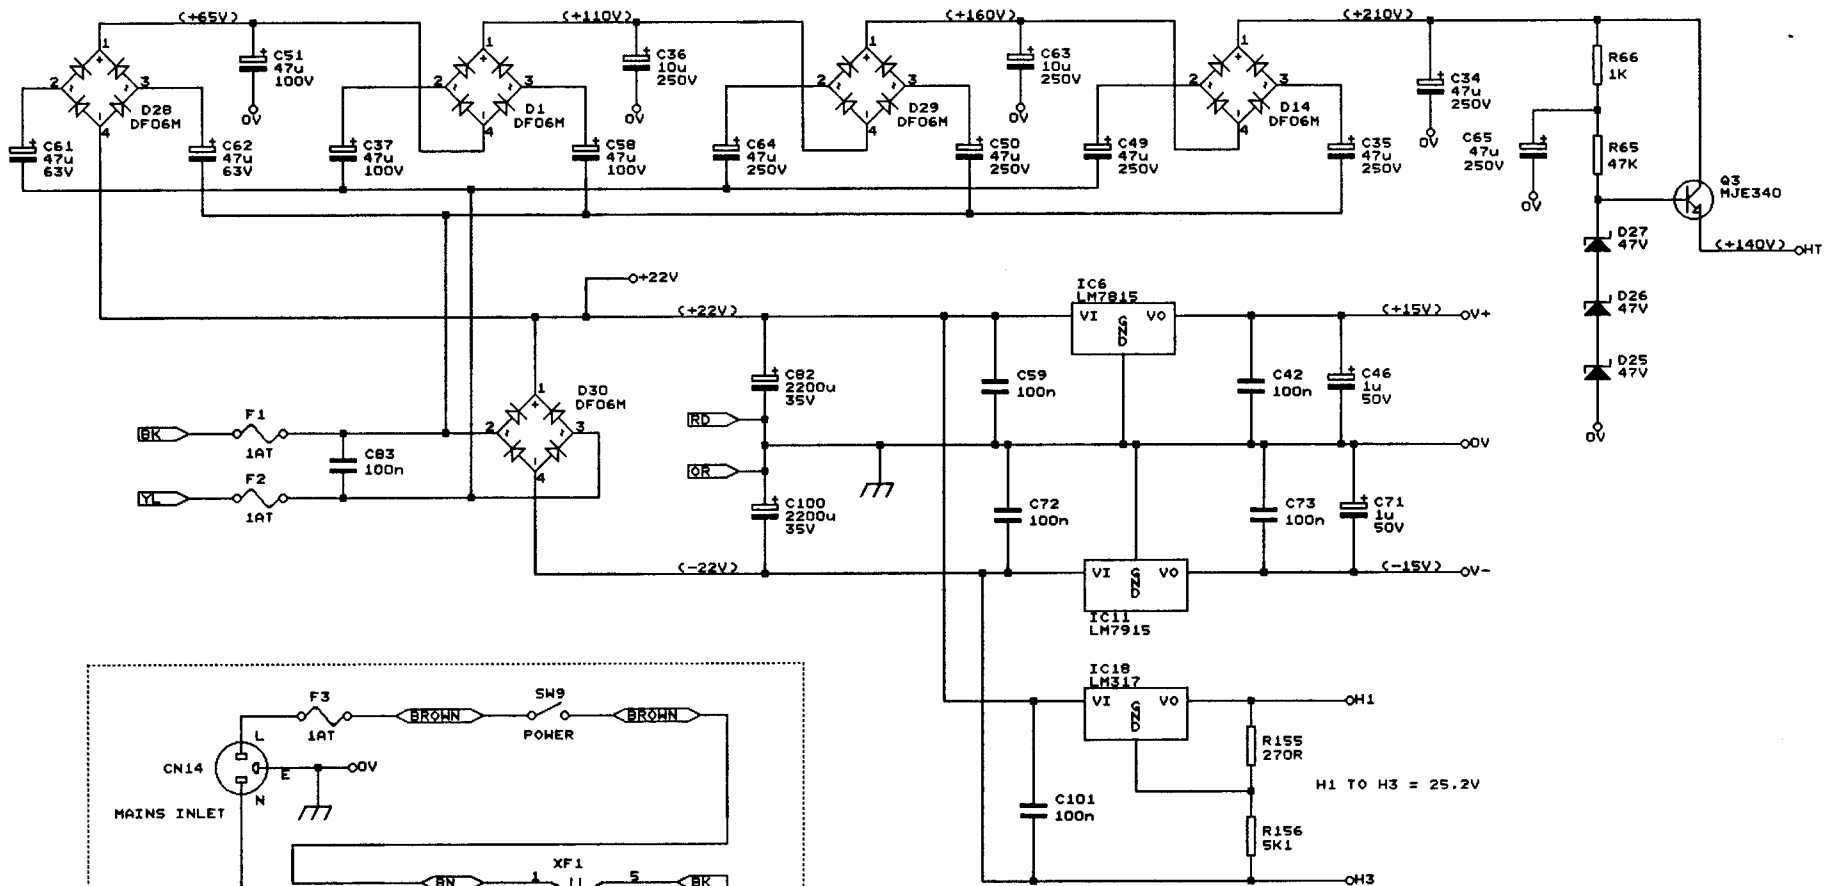 (+65V)
(+110V)
(+160V)
(+210V)
1
2
3
4
+
D28
DF06M
C51
47u
100V
0V
C61
47u
63V
C62
47u
63V
1
2
3
4
D1
DF06M
C36
10u
250V
0V
C37
47u
100V
C58
47u
100V
1
2
3
4
D29
DF06M
C63
10u
250V
0V
C64
47u
250V
C50
47u
250V
1
2
3
4
D14
DF06M
C49
47u
250V
C35
47u
250V
C34
47u
250V
0V
R66
1K
C65
47u
250V
0V
R65
47K
Q3
MJE340
(+140V)
HT
D27
47V
D26
47V
D25
47V
0V
+22V
(+22V)
IC6
LM7815
VI
GND
VO
(+15V)
V+
D30
DF06M
1
2
3
4
C82
2200u
35V
C59
100n
C42
100n
C46
1u
50V
F1
BK
1AT
C83
100n
F2
YL
1AT
RD
OR
0V
C100
2200u
35V
C72
100n
C73
100n
C71
1u
50V
(-22V)
VI
GND
VO
(-15V)
V-
IC11
LM7915
IC18
LM317
VI
GND
VO
H1
R155
270R
H1 TO H3 = 25.2V
C101
100n
R156
5K1
H3
F3
1AT
BROWN
SW9
POWER
BROWN
L
CN14
E
0V
N
MAINS INLET
XF1
BN
1
5
BK